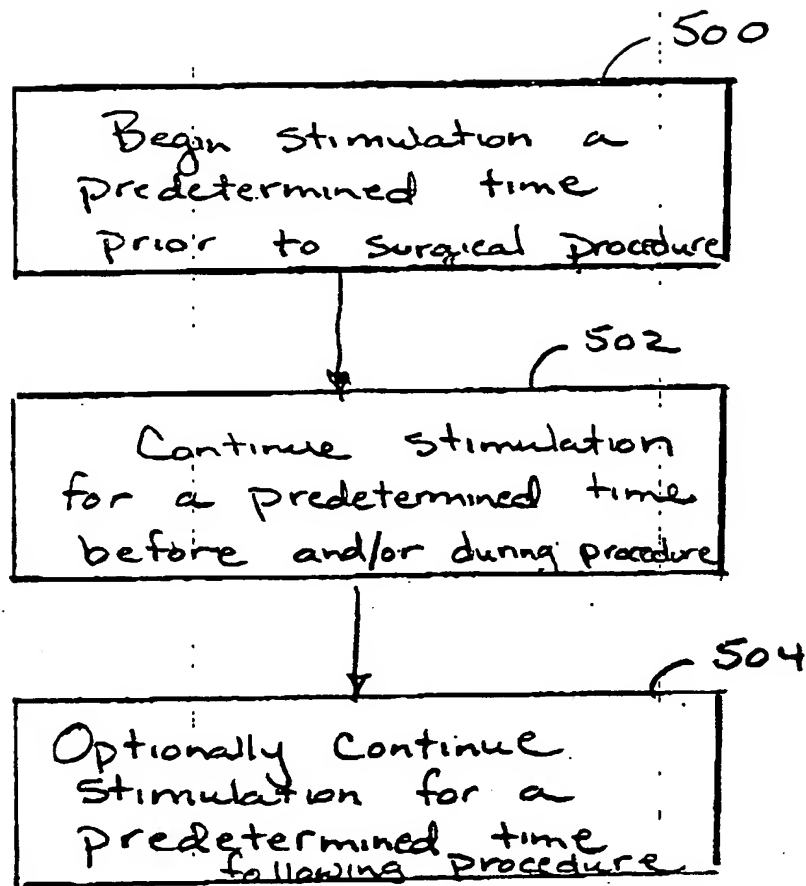 500
Begin stimulation a
predetermined time
prior to surgical procedure
502
Continue stimulation
for a predetermined time
before and/or during procedure
504
Optionally continue
stimulation for a
predetermined time
following procedure